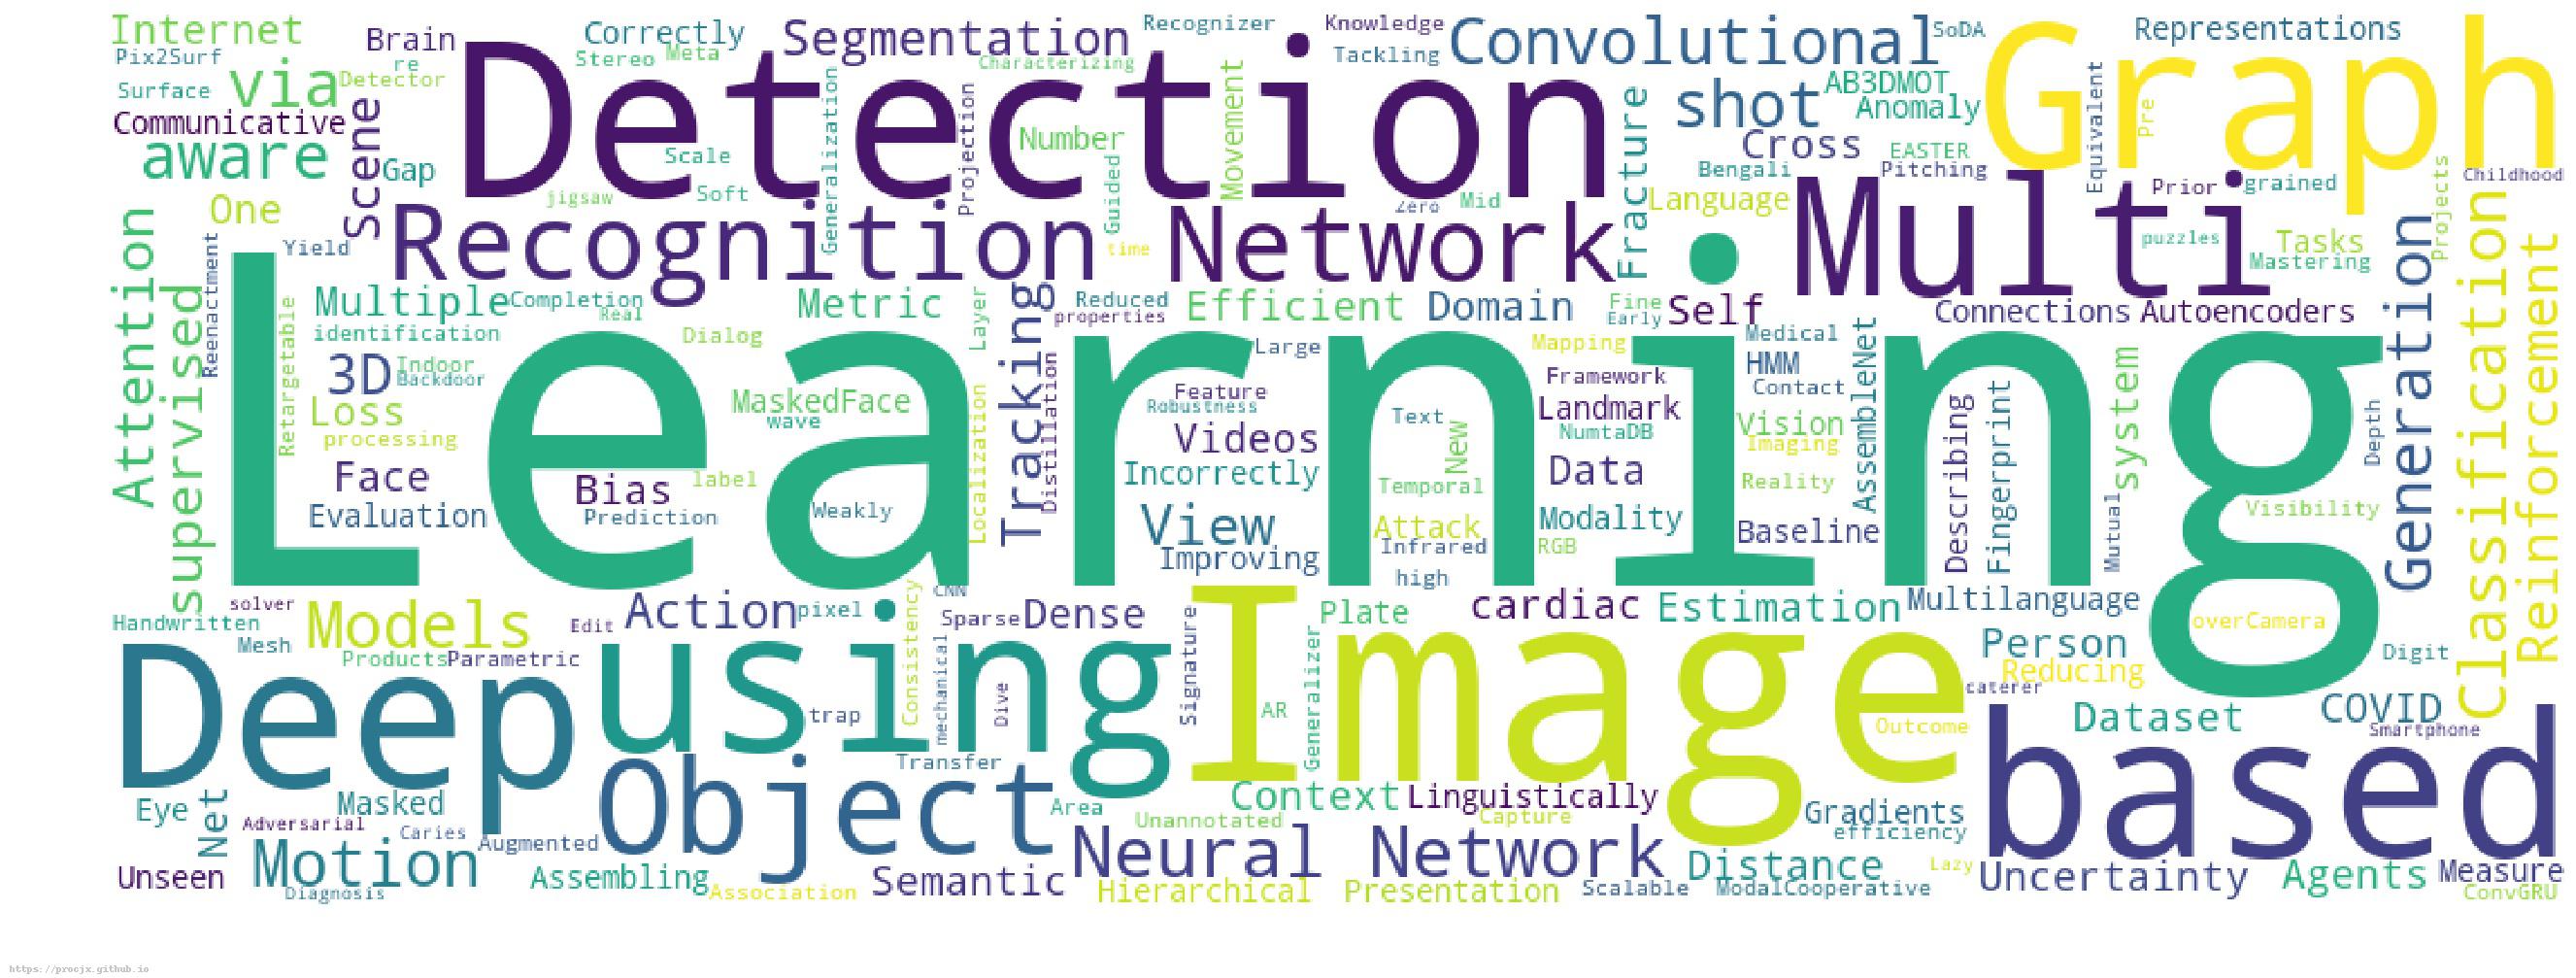 Internet
Pix2Surf
Surface
via
Communicative
aware
Brain
re
Detector
Scene
Gap
One
Yield
Correctly
Stereo
Meta
Segmentation
Detection
Recognizer
Characterizing
Knowledge
Tackling
Convolutional
SoDA
Graph
Representations
shot
AB3DMOT
Anomaly
Cross
EASTER
Bengali
Pitching
Equivalent
Pre
Prior
grained
Projects
Childhood
Scale
Soft
jigsaw
Generalization
Projection
Number
Guided
Movement
Zero
Mid
Fracture
Language
Recognition
time
Network
Multi
puzzles
Tasks
Mastering
Generation
classification
Reinforcement
Attention
supervised
Reenactment
Retargetable
Multiple
Completion
Real
identification
3D
Indoor
Backdoor
Loss
processing
Face
Evaluation
Dialog
Metric
Layer
Tracking
Reduced
properties
Efficient
Domain
Fine
Early
Self
Connections
Autoencoders
Learning
MaskedFace
wave
Bias
label
Prediction
Weakly
Localization
Distillation
Large
Feature
Robustness
Videos
Incorrectly
View
Improving
Text
New
Temporal
Attack
Infrared
high
Mapping
Framework
Landmark
NumtaDB
Data
Modality
RGB
Medical
HMM
Contact
Vision
Imaging
Reality
Baseline
AssembleNet
Describing
Fingerprint
Mutual
system
Visibility
Depth
Handwritten
solver
Mesh
Models
Products
Parametric
Edit
Action
pixel
Consistency
CNN
Sparse
Dense
Signature
Image
Plate
cardiac
Estimation
Multilanguage
overCamera
Person
Reducing
caterer
Digit
Deep
using
trap
mechanical
Dive
AR
Generalizer
Outcome
Dataset
COVID
Smartphone
based
Object
Transfer
Area
Unannotated
Context
Linguistically
Capture
Gradients
efficiency
Eye
Net
Masked
Adversarial
Caries
Augmented
Unseen
Motion
Diagnosis
Assembling
Association
Semantic
Neural Network
Hierarchical
Presentation
Scalable
Distance
ModalCooperative
Lazy
Uncertainty
Agents
Measure
ConvGRU
https://procjx.github.io